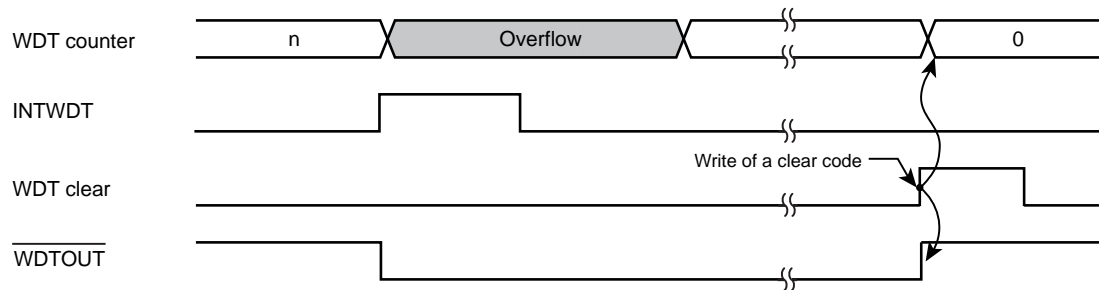 WDT counter n Overflow 0
INTWDT
Write of a clear code
WDT clear
WDTOUT